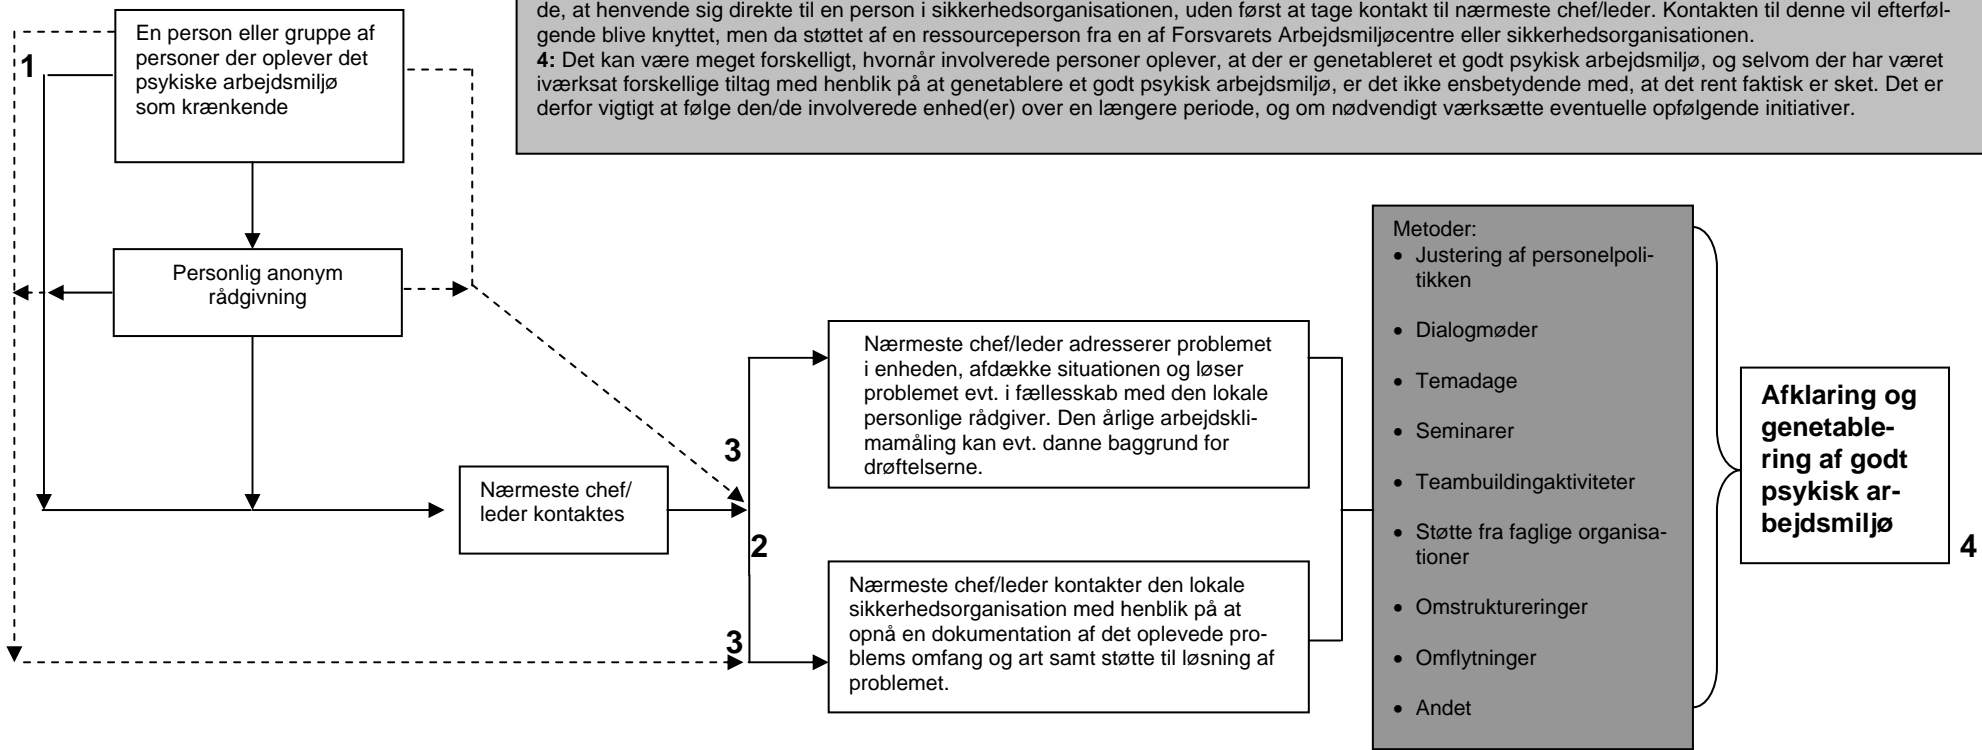 de, at henvende sig direkte til en person i sikkerhedsorganisationen, uden først at tage kontakt til nærmeste chef/leder. Kontakten til denne vil efterføl-
gende blive knyttet, men da støttet af en ressourceperson fra en af Forsvarets Arbejdsmiljøcentre eller sikkerhedsorganisationen.
4: Det kan være meget forskelligt, hvornår involverede personer oplever, at der er genetableret et godt psykisk arbejdsmiljø, og selvom der har været
iværksat forskellige tiltag med henblik på at genetablere et godt psykisk arbejdsmiljø, er det ikke ensbetydende med, at det rent faktisk er sket. Det er
derfor vigtigt at følge den/de involverede enhed(er) over en længere periode, og om nødvendigt værksætte eventuelle opfølgende initiativer.
1
En person eller gruppe af
personer der oplever det
psykiske arbejdsmiljø
som krænkende
Personlig anonym
rådgivning
Nærmeste chef/
leder kontaktes
3
2
3
Nærmeste chef/leder adresserer problemet
i enheden, afdække situationen og løser
problemet evt. i fællesskab med den lokale
personlige rådgiver. Den årlige arbejdskli-
mamåling kan evt. danne baggrund for
drøftelserne.
Nærmeste chef/leder kontakter den lokale
sikkerhedsorganisation med henblik på at
opnå en dokumentation af det oplevede pro-
blems omfang og art samt støtte til løsning af
problemet.
Metoder:
• Justering af personelpoli-
tikken
• Dialogmøder
• Temadage
• Seminarer
• Teambuildingaktiviteter
• Støtte fra faglige organisa-
tioner
• Omstruktureringer
• Omflytninger
• Andet
Afklaring og
genetable-
ring af godt
psykisk ar-
bejdsmiljø
4